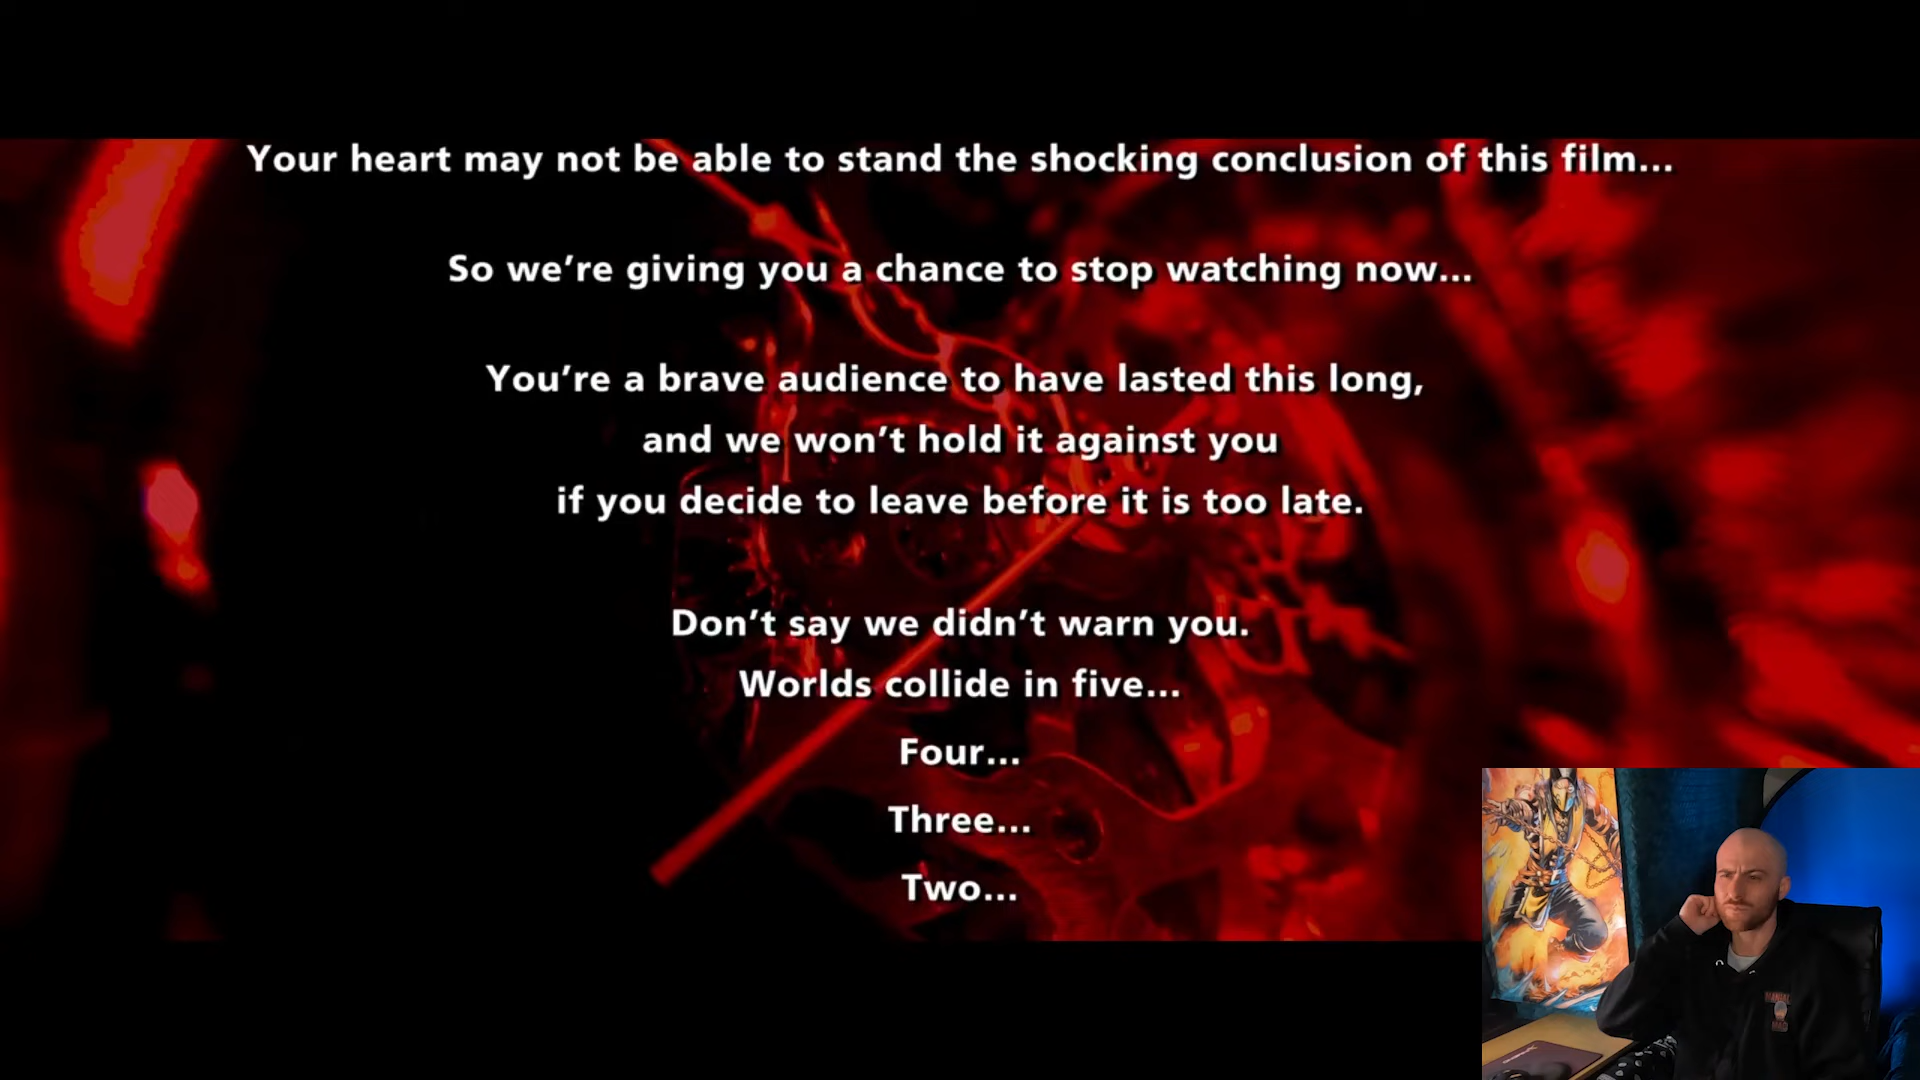 Your heart may not be able to stand the shocking conclusion of this film...
So we're giving you a chance to stop watching now...
You're a brave audience to have lasted this long,
and we won't hold it against you
if you decide to leave before it is too late.
Don't say we didn't warn you.
Worlds collide in five...
Four...
Three...
Two...